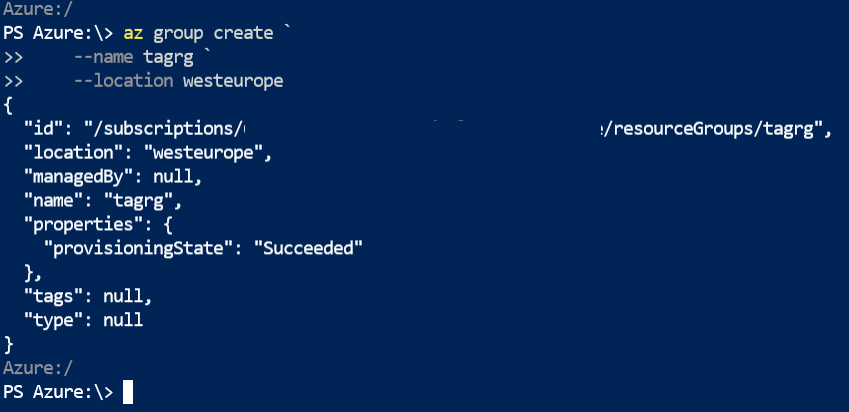 Azure:/
PS Azure:\> az group create `
>>     --name tagrg `
>>     --location westeurope
{
  "id": "/subscriptions/ /resourceGroups/tagrg",
  "location": "westeurope",
  "managedBy": null,
  "name": "tagrg",
  "properties": {
    "provisioningState": "Succeeded"
  },
  "tags": null,
  "type": null
}
Azure:/
PS Azure:\>